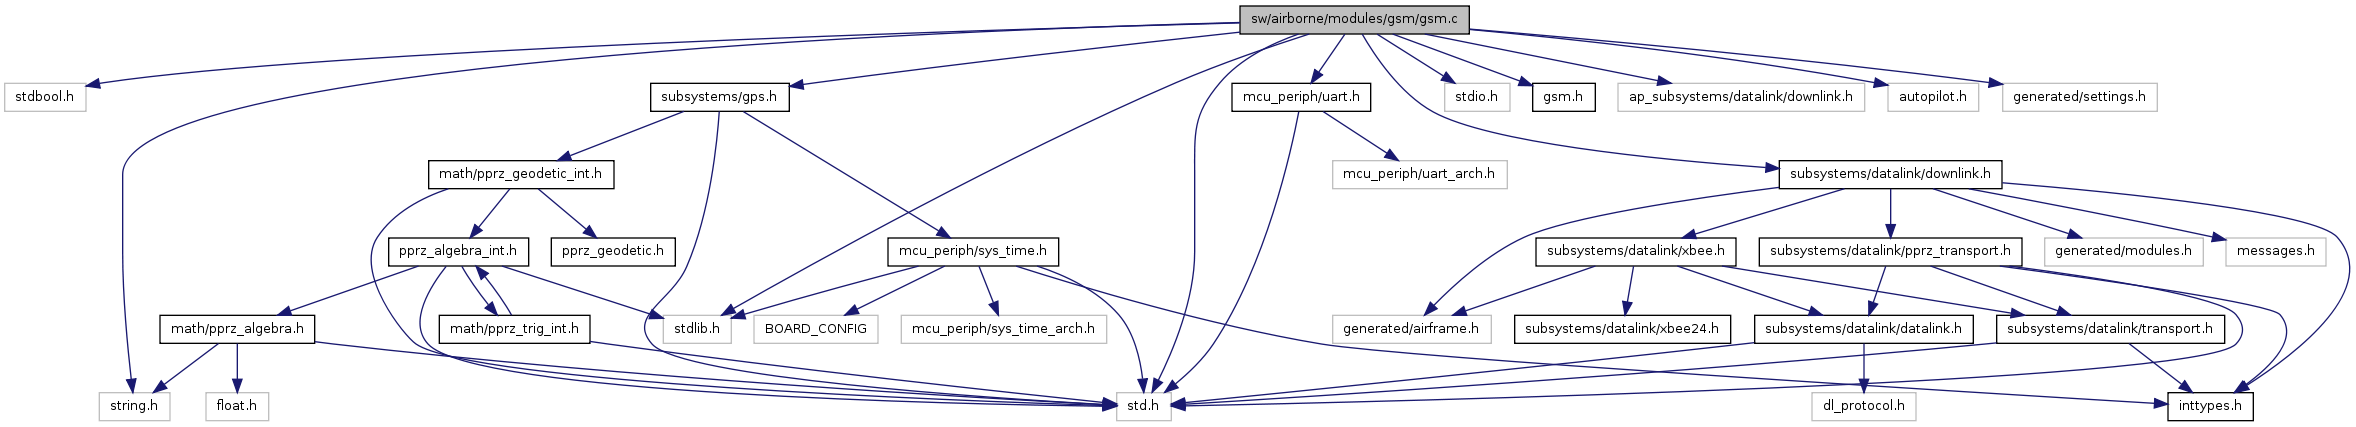 sw/airborne/modules/gsm/gsm.c
stdbool.h
subsystems/gps.h
mcu_periph/uart.h
stdio.h
gsm.h
ap_subsystems/datalink/downlink.h
autopilot.h
generated/settings.h
math/pprz_geodetic_int.h
mcu_periph/uart_arch.h
subsystems/datalink/downlink.h
pprz_algebra_int.h
pprz_geodetic.h
mcu_periph/sys_time.h
subsystems/datalink/xbee.h
subsystems/datalink/pprz_transport.h
generated/modules.h
messages.h
math/pprz_algebra.h
math/pprz_trig_int.h
stdlib.h
BOARD_CONFIG
mcu_periph/sys_time_arch.h
generated/airframe.h
subsystems/datalink/xbee24.h
subsystems/datalink/datalink.h
subsystems/datalink/transport.h
string.h
float.h
std.h
dl_protocol.h
inttypes.h